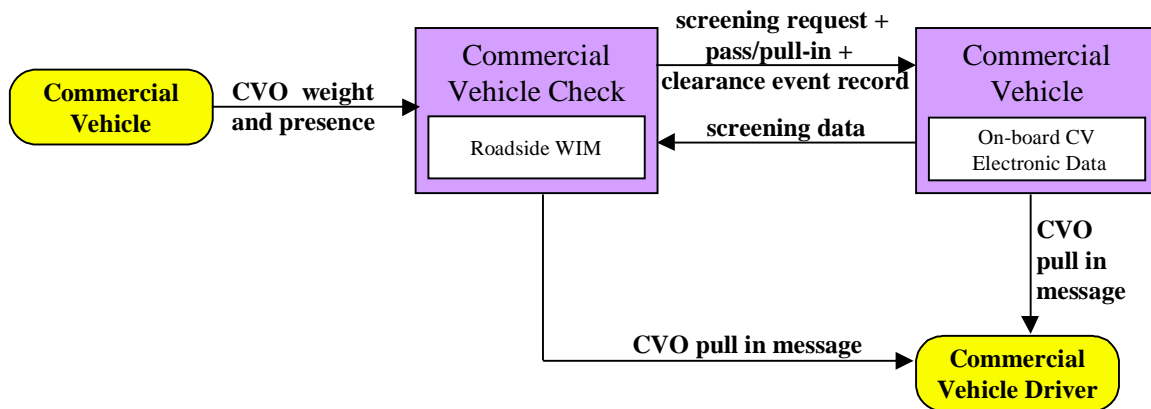 Commercial
Vehicle
CVO weight
and presence
Commercial
Vehicle Check
Roadside WIM
screening request +
pass/pull-in +
clearance event record
screening data
Commercial
Vehicle
On-board CV
Electronic Data
CVO
pull in
message
CVO pull in message
Commercial
Vehicle Driver